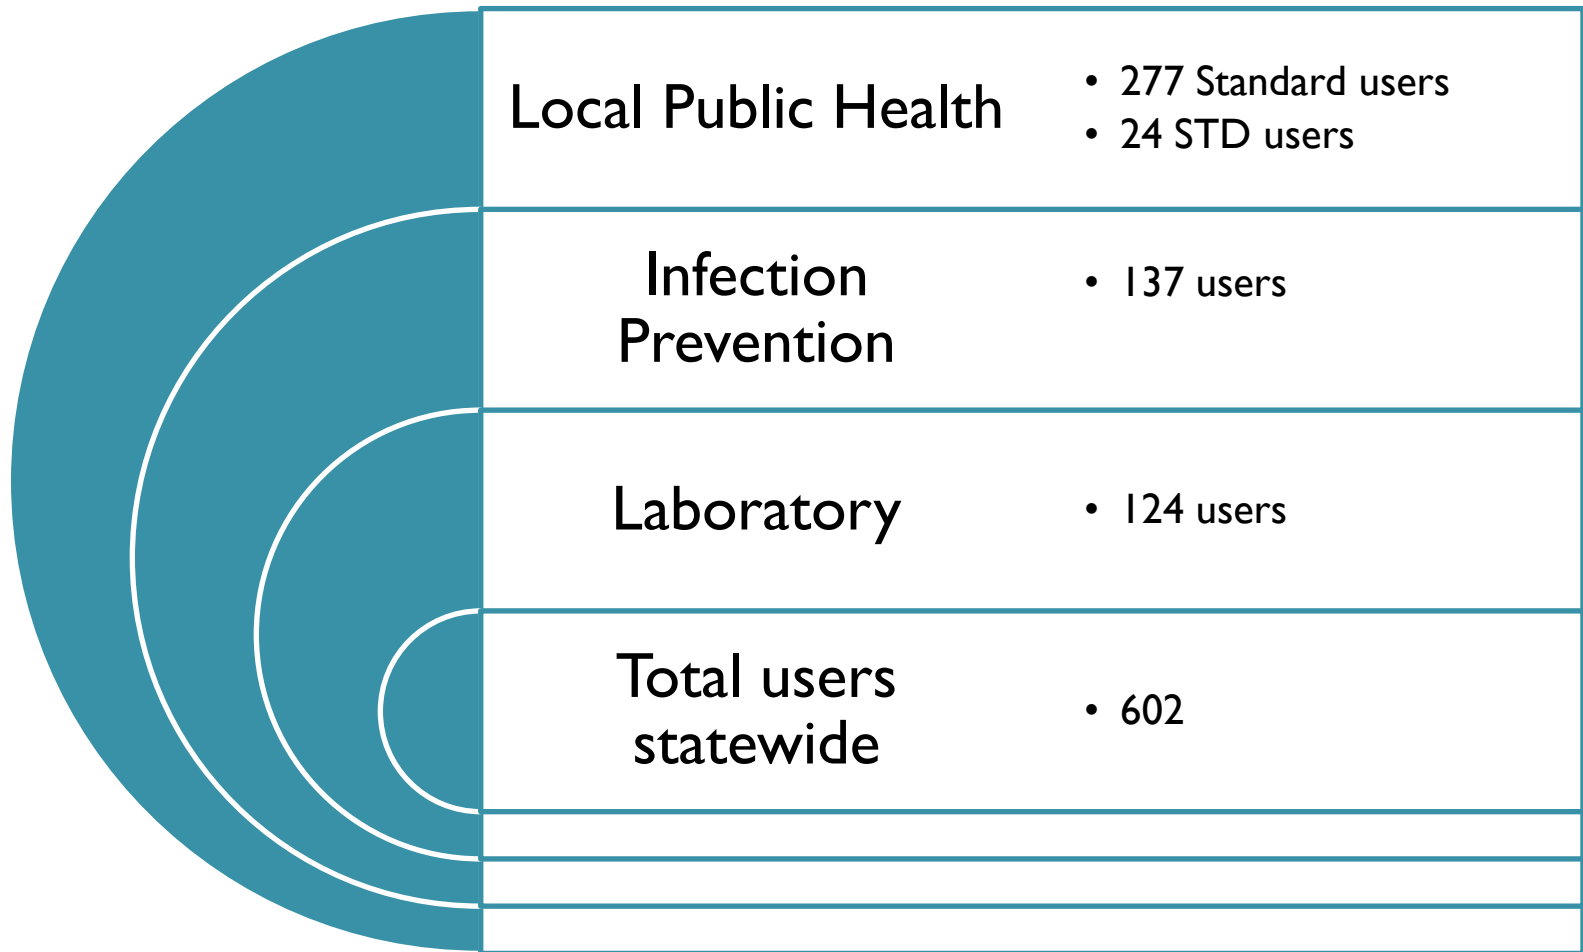 Local Public Health
• 277 Standard users
• 24 STD users
Infection
Prevention
• 137 users
Laboratory
• 124 users
Total users
statewide
• 602